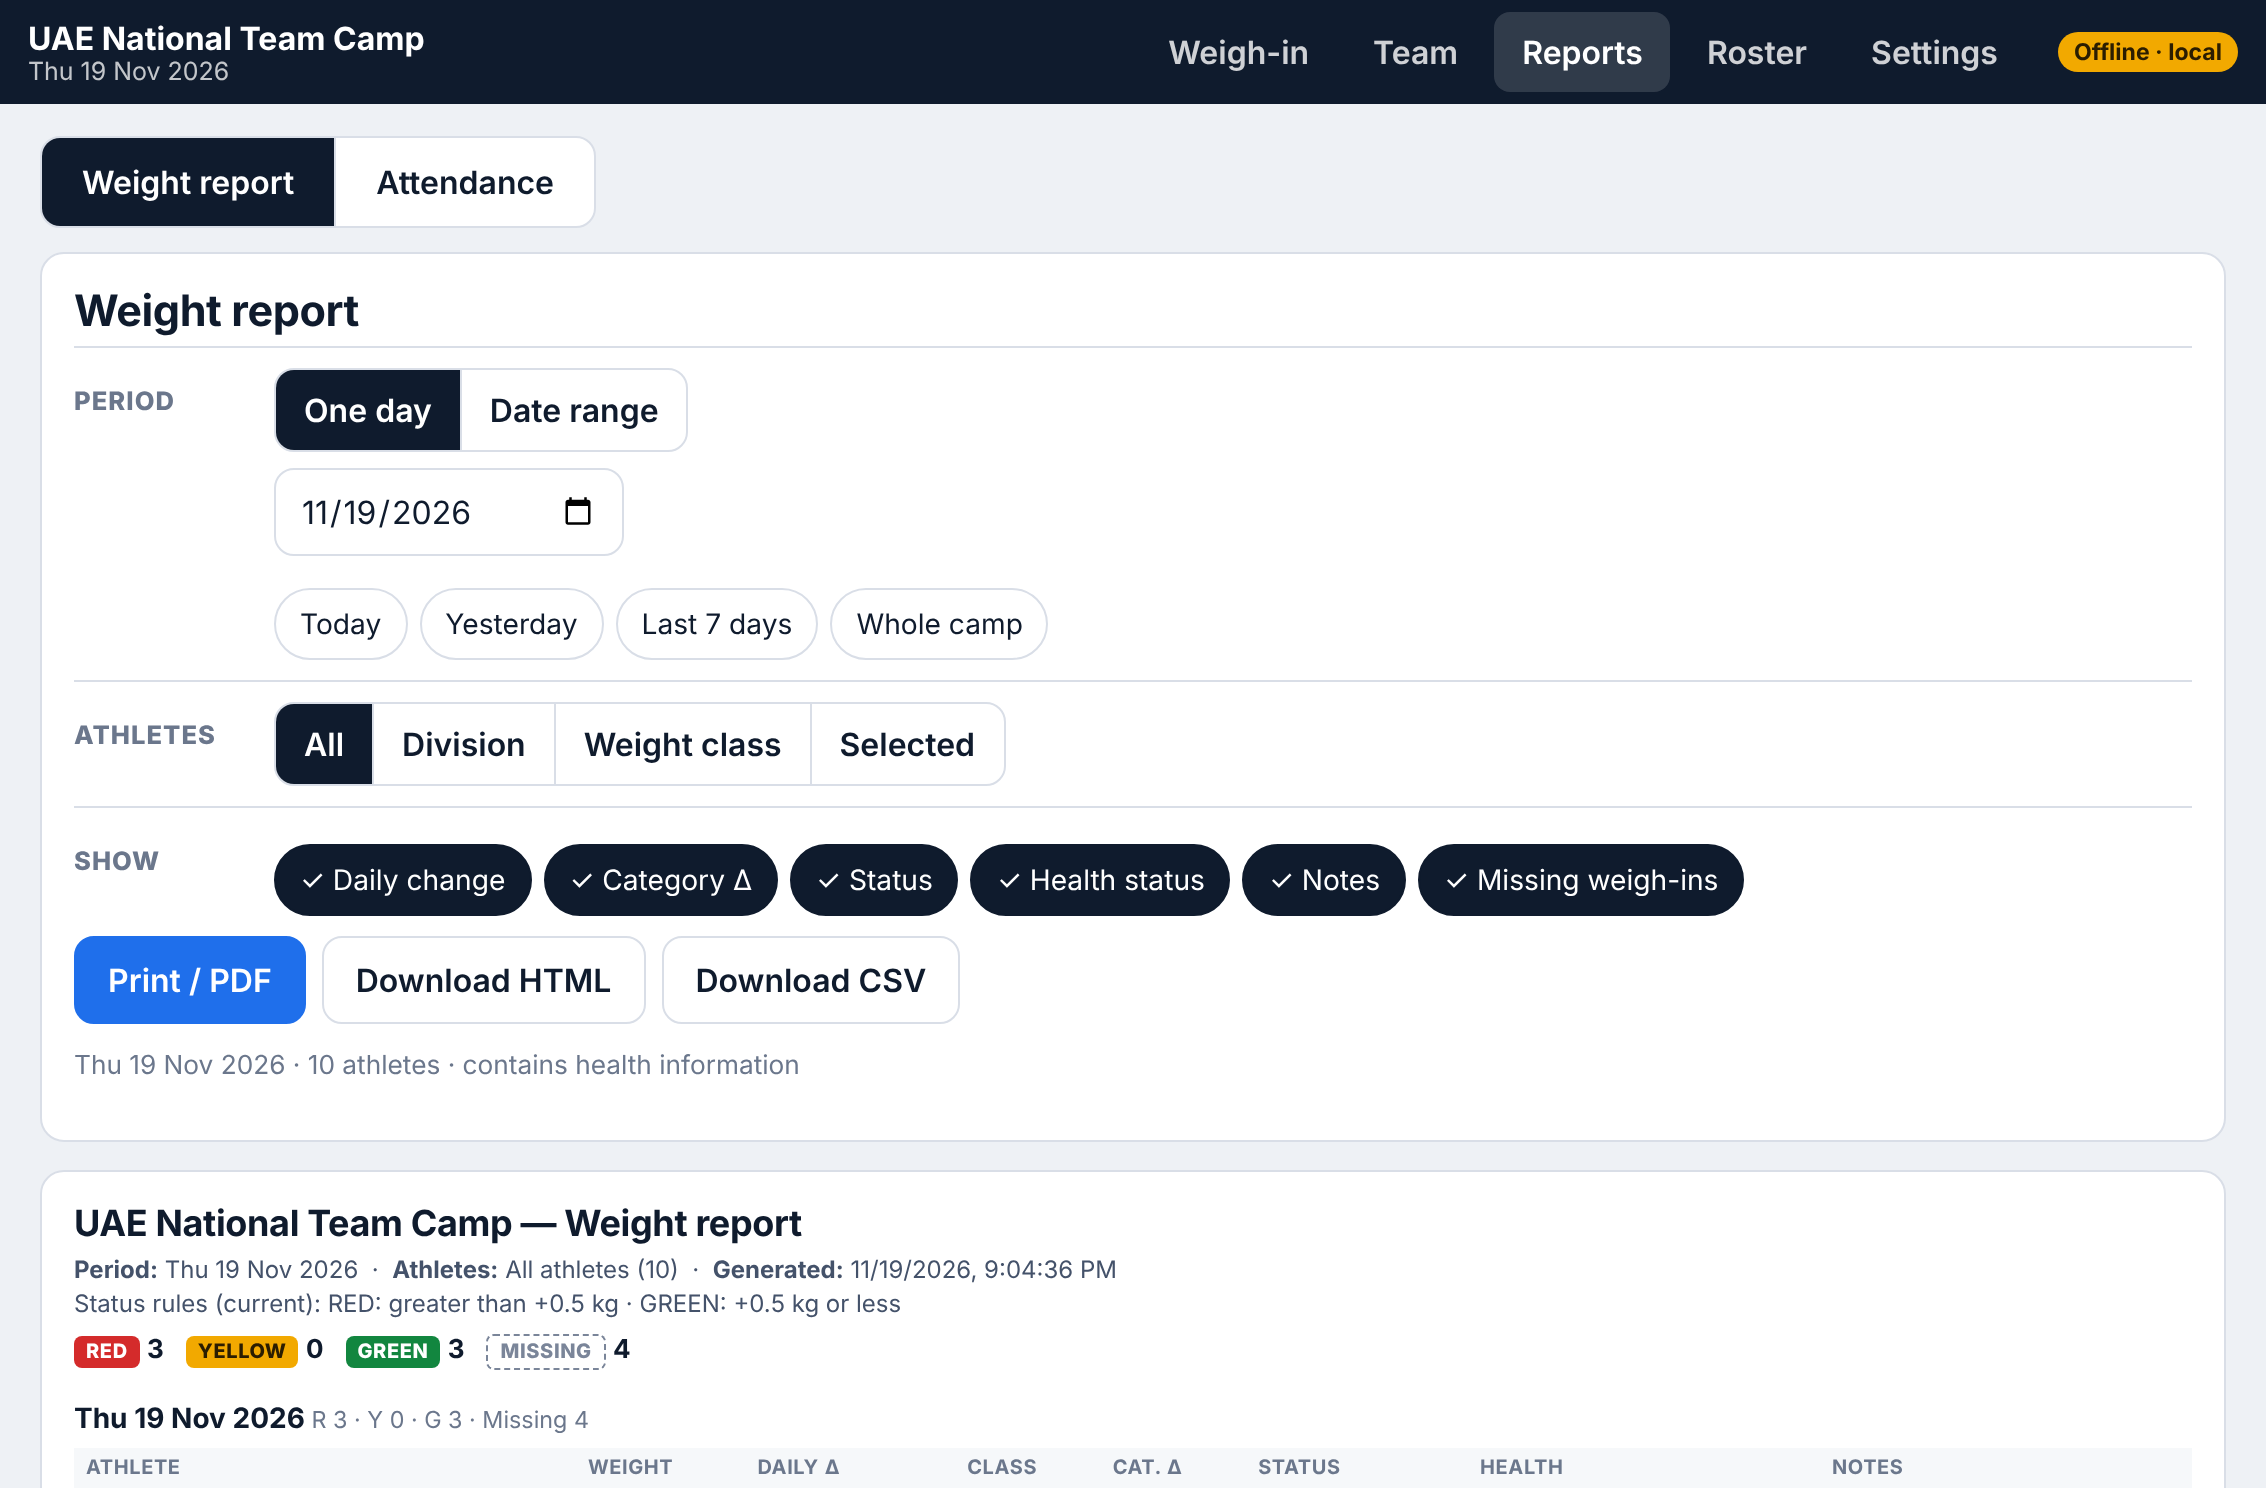 UAE National Team Camp
Thu 19 Nov 2026
Weigh-in Team Reports Roster Settings Offline · local
Weight report Attendance
Weight report
PERIOD One day Date range
11/19/2026
Today Yesterday Last 7 days Whole camp
ATHLETES All Division Weight class Selected
SHOW ✓ Daily change ✓ Category Δ ✓ Status ✓ Health status ✓ Notes ✓ Missing weigh-ins
Print / PDF Download HTML Download CSV
Thu 19 Nov 2026 · 10 athletes · contains health information
UAE National Team Camp — Weight report
Period: Thu 19 Nov 2026 · Athletes: All athletes (10) · Generated: 11/19/2026, 9:04:36 PM
Status rules (current): RED: greater than +0.5 kg · GREEN: +0.5 kg or less
RED 3 YELLOW 0 GREEN 3 MISSING 4
Thu 19 Nov 2026 R 3 · Y 0 · G 3 · Missing 4
ATHLETE WEIGHT DAILY Δ CLASS CAT. Δ STATUS HEALTH NOTES